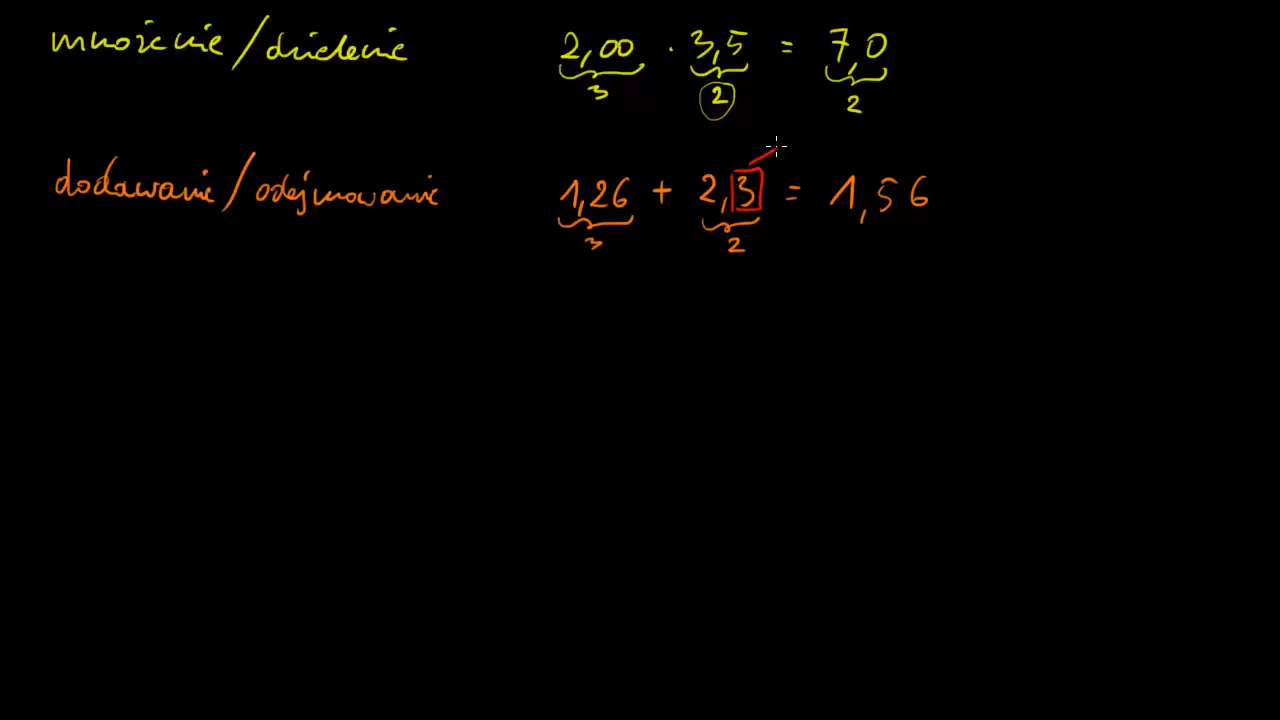 mnożenie/dzielenie 2,00 · 3,5 = 7,0
3 2 2
dodawanie/odejmowanie 1,26 + 2,3 = 1,56
3 2